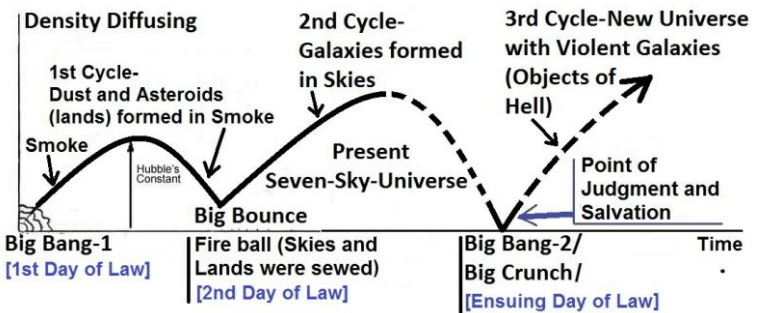 Density Diffusing
1st Cycle-
Dust and Asteroids
(lands) formed in Smoke
Smoke
Hubble's
Constant
2nd Cycle-
Galaxies formed
in Skies
3rd Cycle-New Universe
with Violent Galaxies
(Objects of
Hell)
Present
Seven-Sky-Universe
Point of
Judgment and
Salvation
Big Bounce
Big Bang-1
[1st Day of Law]
Fire ball (Skies and
Lands were sewed)
[2nd Day of Law]
Big Bang-2/
Big Crunch/
[Ensuing Day of Law]
Time